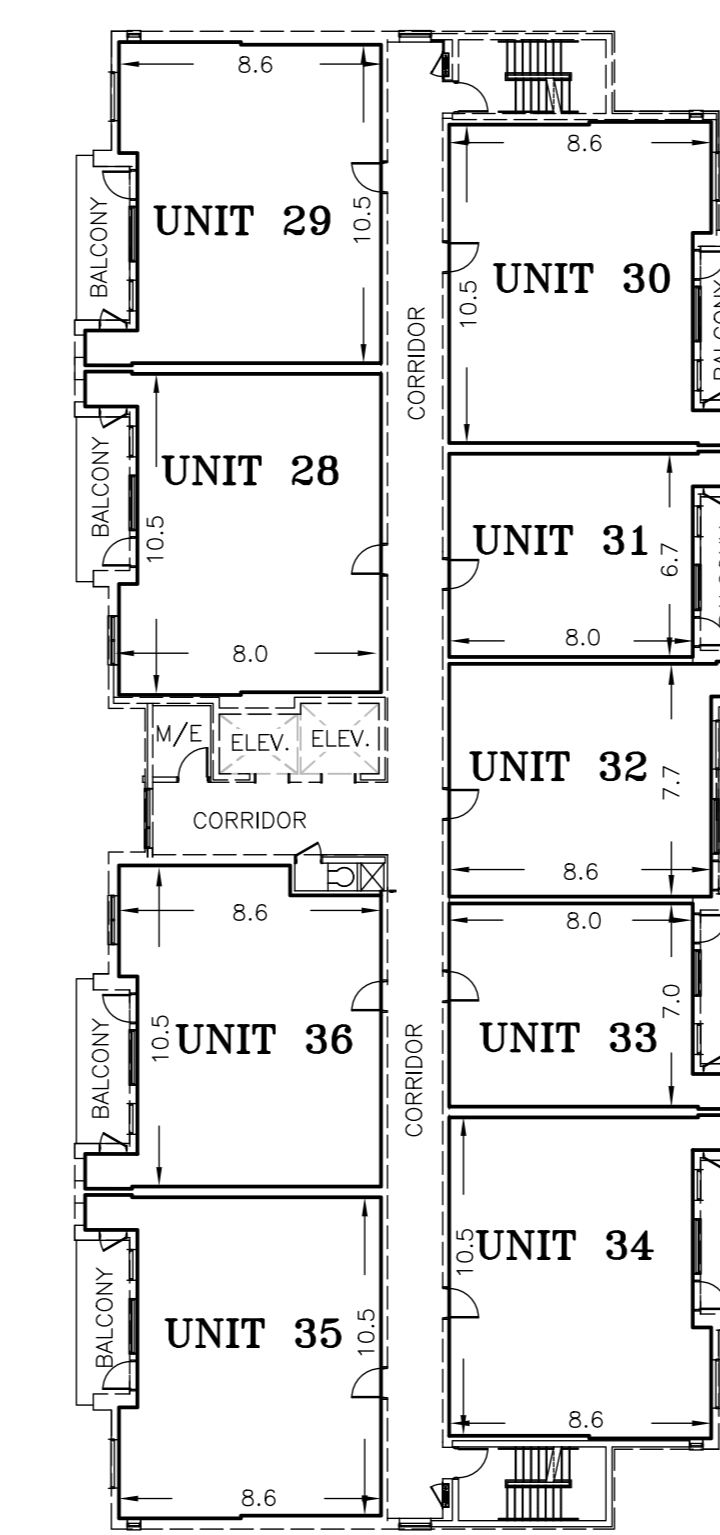 8.6
10.5
BALCONY
UNIT 29
8.6
10.5
UNIT 30
BALCONY
CORRIDOR
BALCONY
UNIT 28
10.5
8.0
UNIT 31
6.7
8.0
M/E
ELEV.
ELEV.
CORRIDOR
UNIT 32
7.7
8.6
8.6
10.5
BALCONY
UNIT 36
8.0
7.0
UNIT 33
CORRIDOR
10.5
UNIT 34
8.6
BALCONY
UNIT 35
10.5
8.6